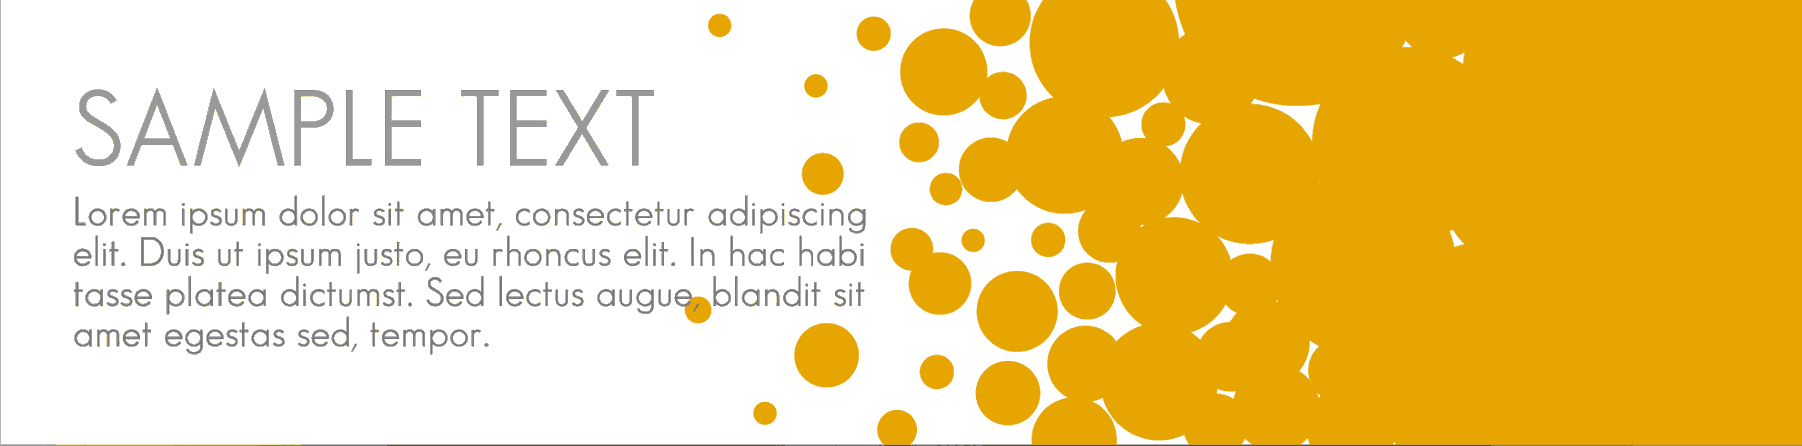 SAMPLE TEXT
Lorem ipsum dolor sit amet, consectetur adipiscing
elit. Duis ut ipsum justo, eu rhoncus elit. In hac habi
tasse platea dictumst. Sed lectus augue, blandit sit
amet egestas sed, tempor.